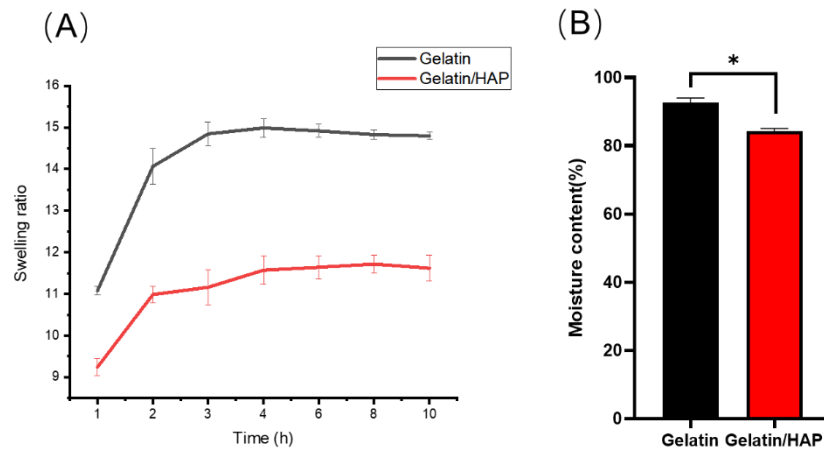 (A)
Gelatin
Gelatin/HAP
16
15
14
13
12
11
10
9
Swelling ratio
1 2 3 4 6 8 10
Time (h)
(B)
*
100
80
60
40
20
0
Moisture content(%)
Gelatin Gelatin/HAP